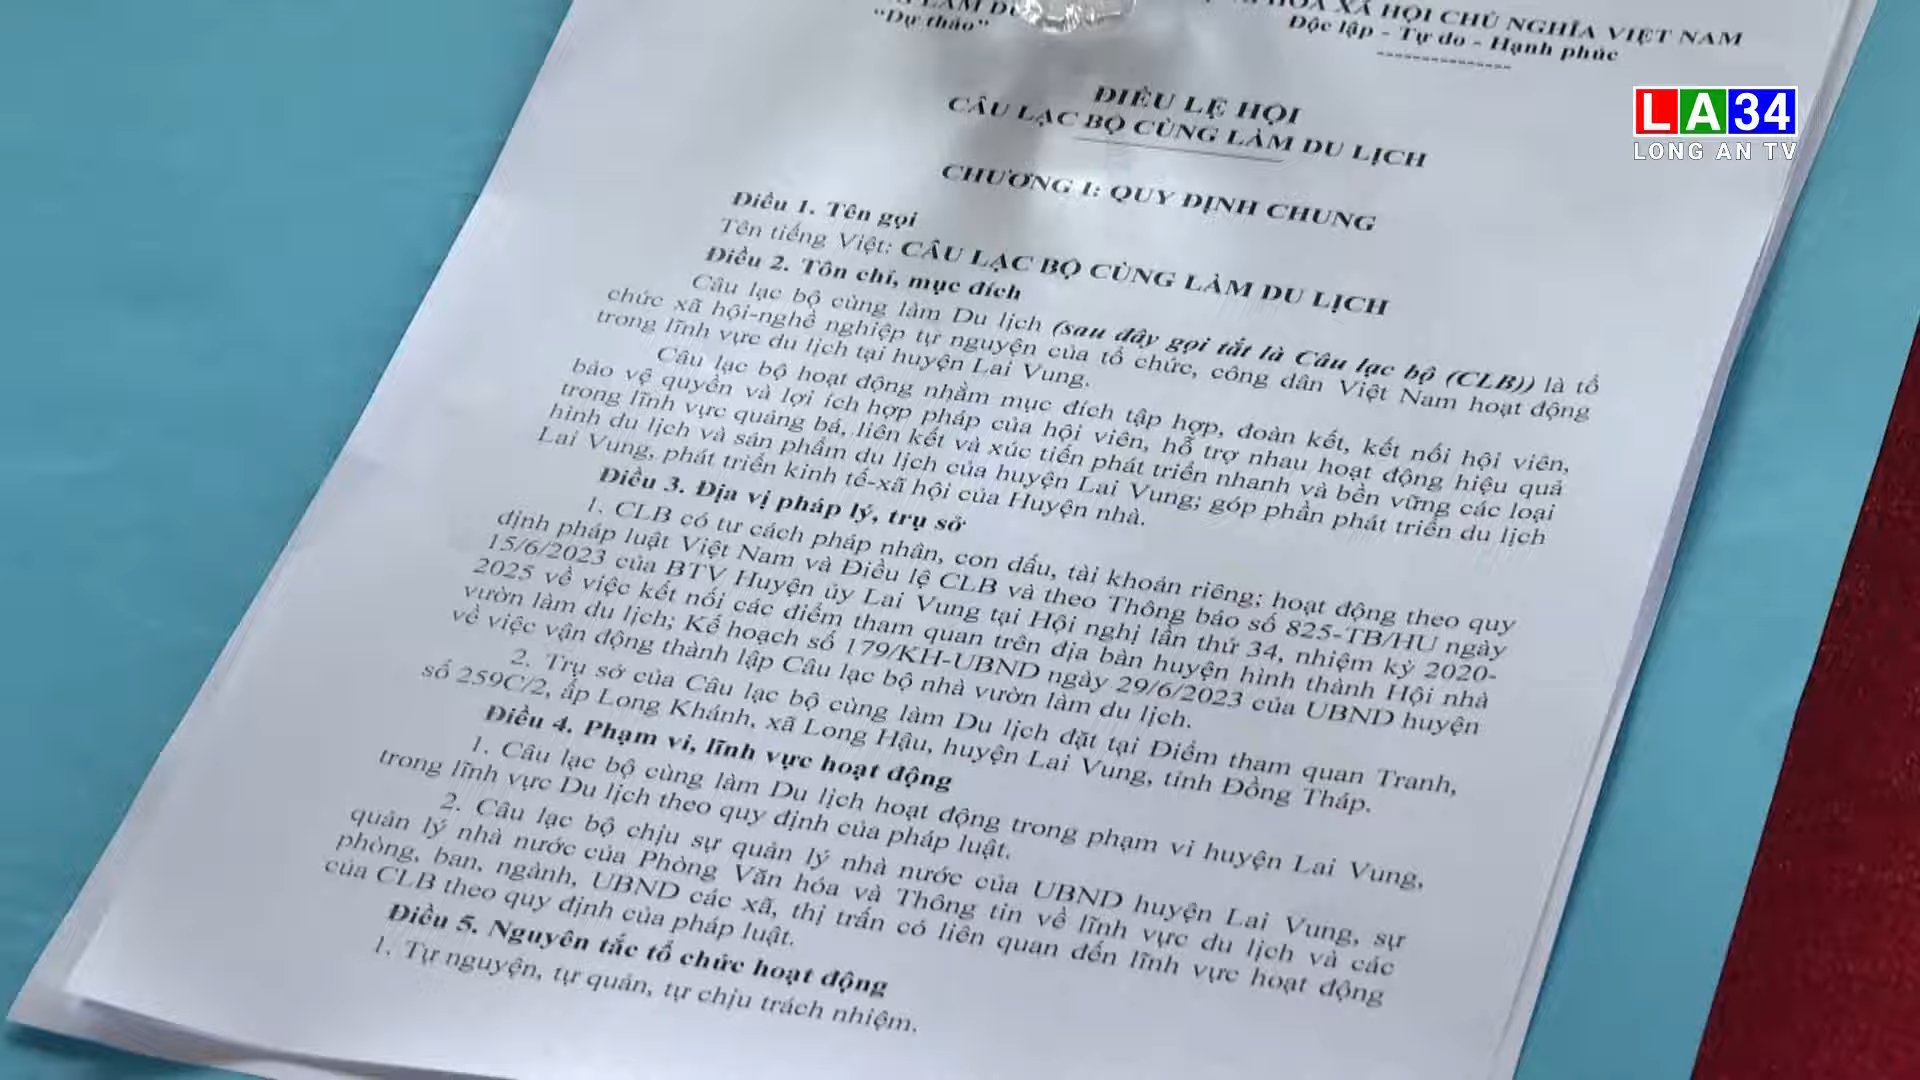 LÀM DU
"Dự thảo"
HÒA XÃ HỘI CHỦ NGHĨA VIỆT NAM
Độc lập - Tự do - Hạnh phúc
---------------
LA34
LONG AN TV
ĐIỀU LỆ HỘI
CÂU LẠC BỘ CÙNG LÀM DU LỊCH
CHƯƠNG I: QUY ĐỊNH CHUNG
Điều 1. Tên gọi
Tên tiếng Việt: CÂU LẠC BỘ CÙNG LÀM DU LỊCH
Điều 2. Tôn chỉ, mục đích
Câu lạc bộ cùng làm Du lịch (sau đây gọi tắt là Câu lạc bộ (CLB)) là tổ
chức xã hội-nghề nghiệp tự nguyện của tổ chức, công dân Việt Nam hoạt động
trong lĩnh vực du lịch tại huyện Lai Vung.
Câu lạc bộ hoạt động nhằm mục đích tập hợp, đoàn kết, kết nối hội viên,
bảo vệ quyền và lợi ích hợp pháp của hội viên, hỗ trợ nhau hoạt động hiệu quả
trong lĩnh vực quảng bá, liên kết và xúc tiến phát triển nhanh và bền vững các loại
hình du lịch và sản phẩm du lịch của huyện Lai Vung; góp phần phát triển du lịch
Lai Vung, phát triển kinh tế-xã hội của Huyện nhà.
Điều 3. Địa vị pháp lý, trụ sở
1. CLB có tư cách pháp nhân, con dấu, tài khoản riêng; hoạt động theo quy
định pháp luật Việt Nam và Điều lệ CLB và theo Thông báo số 825-TB/HU ngày
15/6/2023 của BTV Huyện ủy Lai Vung tại Hội nghị lần thứ 34, nhiệm kỳ 2020-
2025 về việc kết nối các điểm tham quan trên địa bàn huyện hình thành Hội nhà
vườn làm du lịch; Kế hoạch số 179/KH-UBND ngày 29/6/2023 của UBND huyện
về việc vận động thành lập Câu lạc bộ nhà vườn làm du lịch.
2. Trụ sở của Câu lạc bộ cùng làm Du lịch đặt tại Điểm tham quan Tranh,
số 259C/2, ấp Long Khánh, xã Long Hậu, huyện Lai Vung, tỉnh Đồng Tháp.
Điều 4. Phạm vi, lĩnh vực hoạt động
1. Câu lạc bộ cùng làm Du lịch hoạt động trong phạm vi huyện Lai Vung,
trong lĩnh vực Du lịch theo quy định của pháp luật.
2. Câu lạc bộ chịu sự quản lý nhà nước của UBND huyện Lai Vung, sự
quản lý nhà nước của Phòng Văn hóa và Thông tin về lĩnh vực du lịch và các
phòng, ban, ngành, UBND các xã, thị trấn có liên quan đến lĩnh vực hoạt động
của CLB theo quy định của pháp luật.
Điều 5. Nguyên tắc tổ chức hoạt động
1. Tự nguyện, tự quản, tự chịu trách nhiệm.